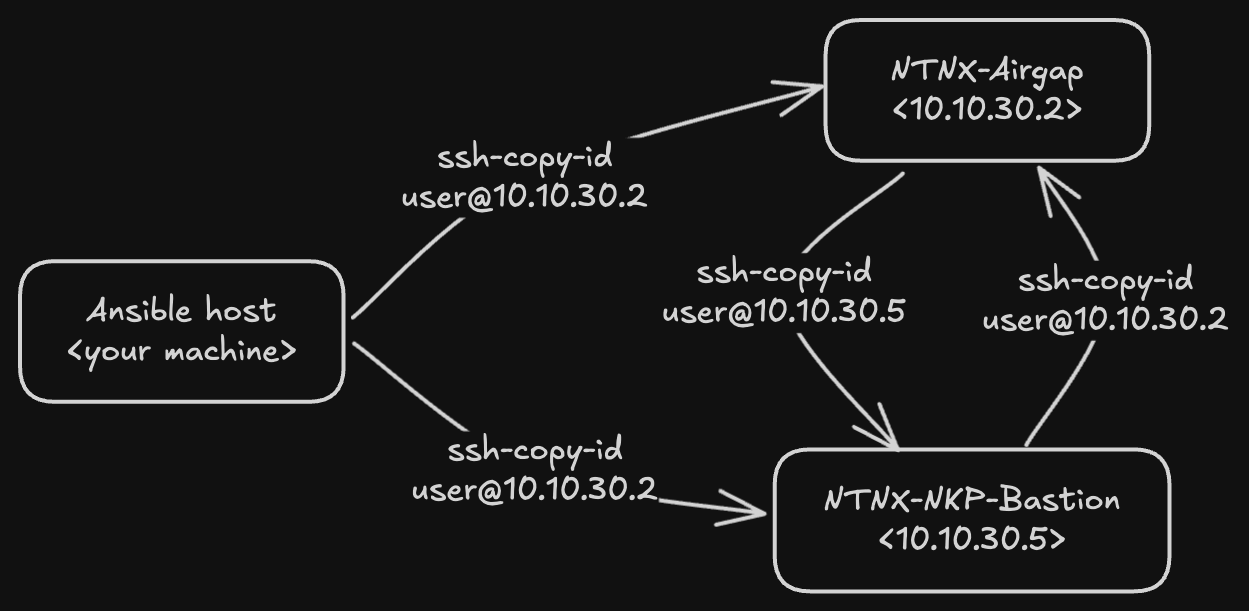 NTNX-Airgap
<10.10.30.2>
ssh-copy-id
user@10.10.30.2
ssh-copy-id
user@10.10.30.5
ssh-copy-id
user@10.10.30.2
Ansible host
<your machine>
ssh-copy-id
user@10.10.30.2
NTNX-NKP-Bastion
<10.10.30.5>